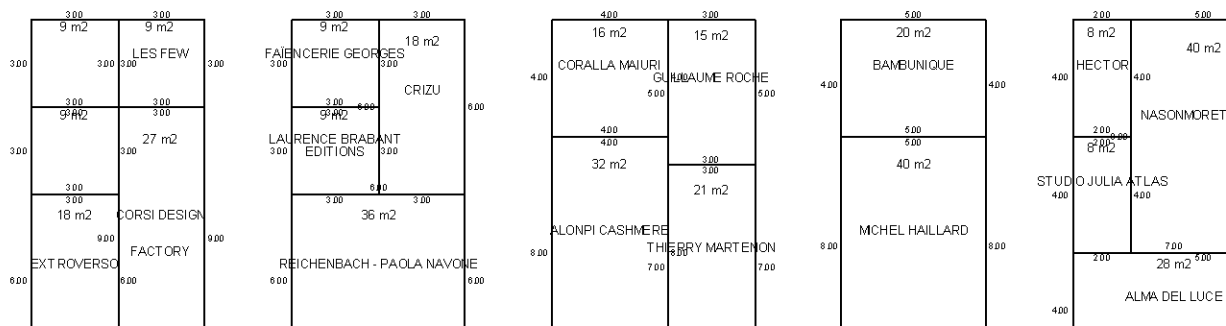 3.00 3.00 3.00 3.00 4.00 3.00 5.00 2.00 5.00
9 m2 9 m2 9 m2 18 m2 16 m2 15 m2 20 m2 8 m2 40 m2
LES FEW FAÏENCERIE GEORGES CORALLA MAIURI GUILLAUME ROCHE BAMBUNIQUE HECTOR
3.00 3.00 3.00 3.00 3.00 3.00 4.00 4.00 4.00 4.00 4.00
CRIZU
5.00 5.00
3.00 3.00 3.00 6.00 6.00
9 m2 27 m2 9 m2 NASONMORET
4.00 5.00 2.00
LAURENCE BRABANT
EDITIONS
3.00 3.00 3.00 3.00
32 m2 3.00 40 m2 8 m2
3.00 21 m2
STUDIO JULIA ATLAS
3.00 3.00 6.00 3.00 4.00 4.00
18 m2 CORSI DESIGN 36 m2
FACTORY
9.00 9.00
ALONPI CASHMERE THIERRY MARTENON MICHEL HAILLARD
8.00 8.00 8.00 8.00 7.00
2.00 5.00
EXTROVERSO REICHENBACH - PAOLA NAVONE 28 m2
7.00 7.00
6.00 6.00 6.00 6.00
ALMA DEL LUCE
4.00